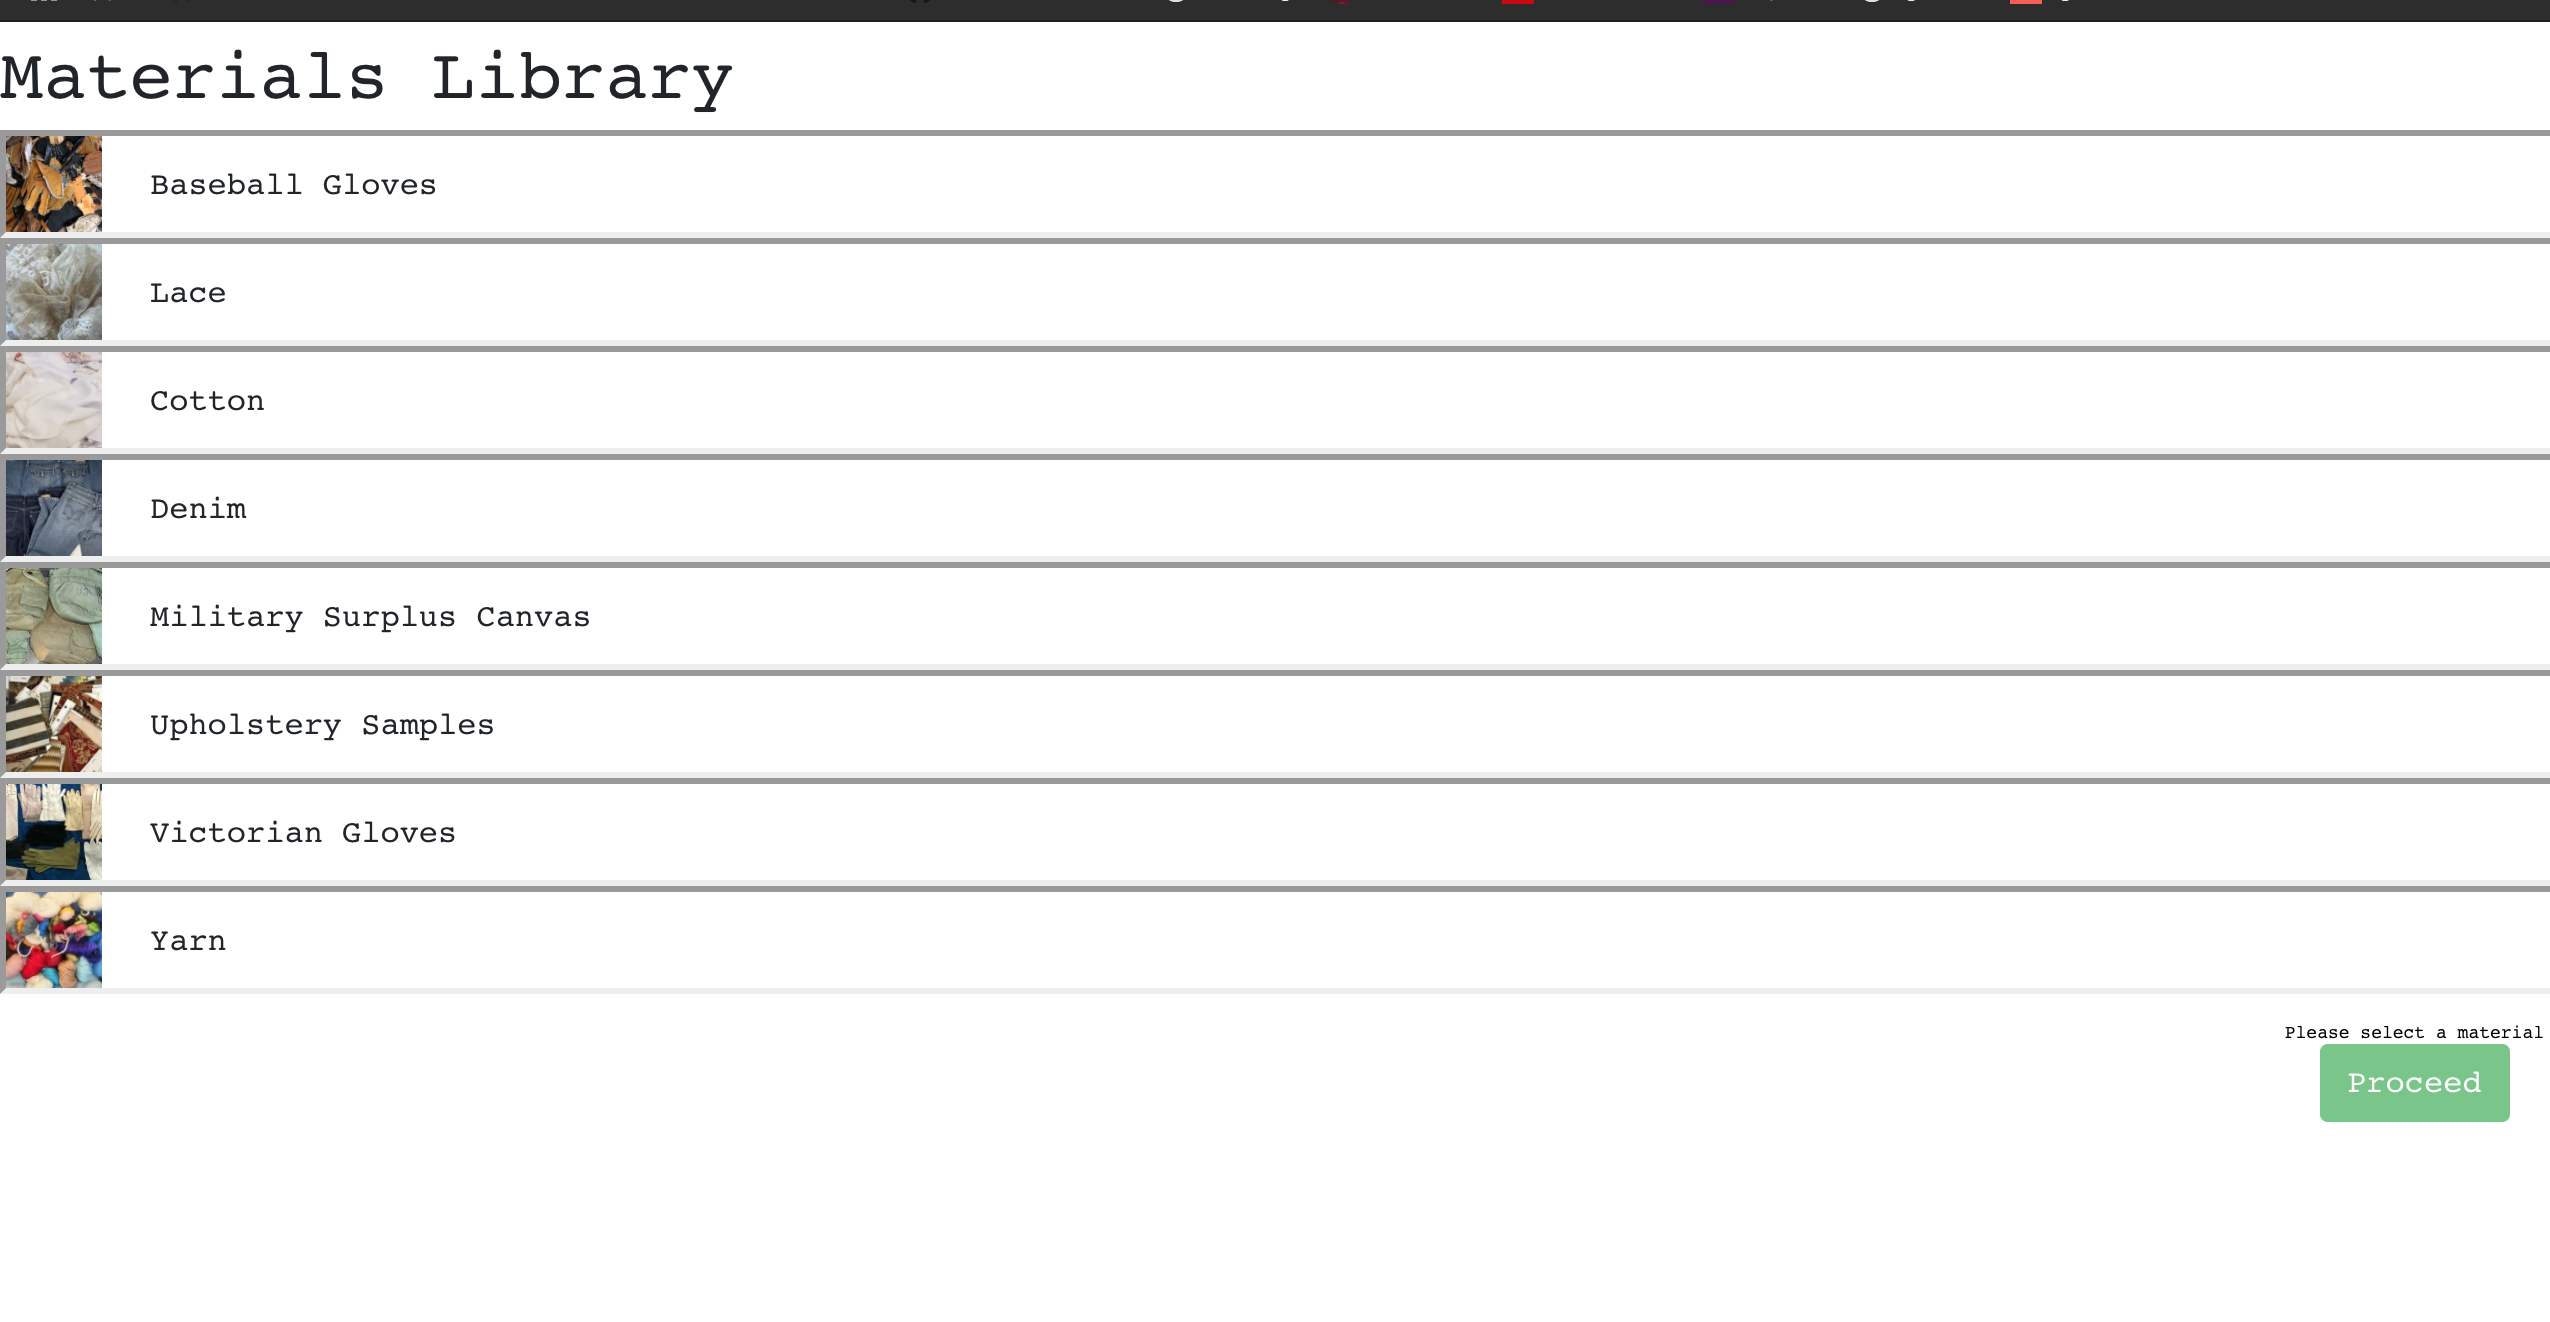 Materials Library
Baseball Gloves
Lace
Cotton
Denim
Military Surplus Canvas
Upholstery Samples
Victorian Gloves
Yarn
Please select a material
Proceed